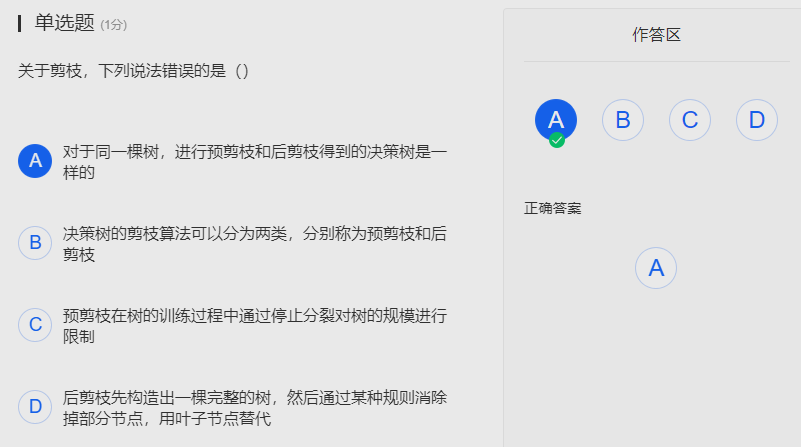 单选题 (1分)
关于剪枝，下列说法错误的是（）
A 对于同一棵树，进行预剪枝和后剪枝得到的决策树是一
样的
B 决策树的剪枝算法可以分为两类，分别称为预剪枝和后
剪枝
C 预剪枝在树的训练过程中通过停止分裂对树的规模进行
限制
D 后剪枝先构造出一棵完整的树，然后通过某种规则消除
掉部分节点，用叶子节点替代
作答区
A B C D
正确答案
A